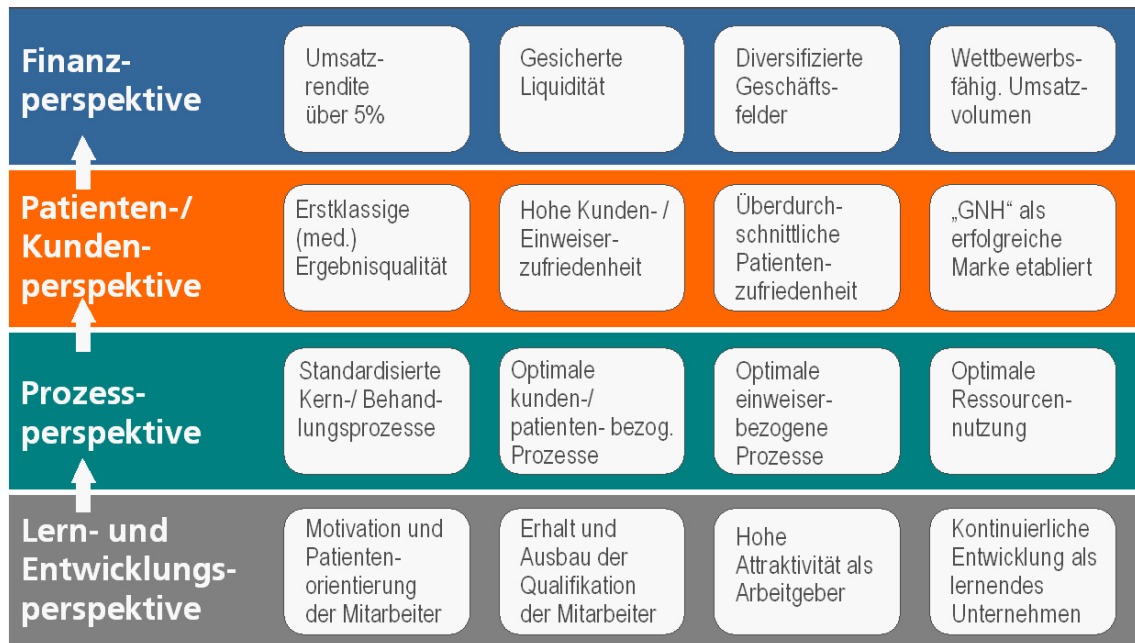 Finanz-
perspektive
Umsatz-
rendite
über 5%
Gesicherte
Liquidität
Diversifizierte
Geschäfts-
felder
Wettbewerbs-
fähig. Umsatz-
volumen
Patienten-/
Kunden-
perspektive
Erstklassige
(med.)
Ergebnisqualität
Hohe Kunden- /
Einweiser-
zufriedenheit
Überdurch-
schnittliche
Patienten-
zufriedenheit
„GNH“ als
erfolgreiche
Marke etabliert
Prozess-
perspektive
Standardisierte
Kern-/ Behand-
lungsprozesse
Optimale
kunden-/
patienten- bezog.
Prozesse
Optimale
einweiser-
bezogene
Prozesse
Optimale
Ressourcen-
nutzung
Lern- und
Entwicklungs-
perspektive
Motivation und
Patienten-
orientierung
der Mitarbeiter
Erhalt und
Ausbau der
Qualifikation
der Mitarbeiter
Hohe
Attraktivität als
Arbeitgeber
Kontinuierliche
Entwicklung als
lernendes
Unternehmen